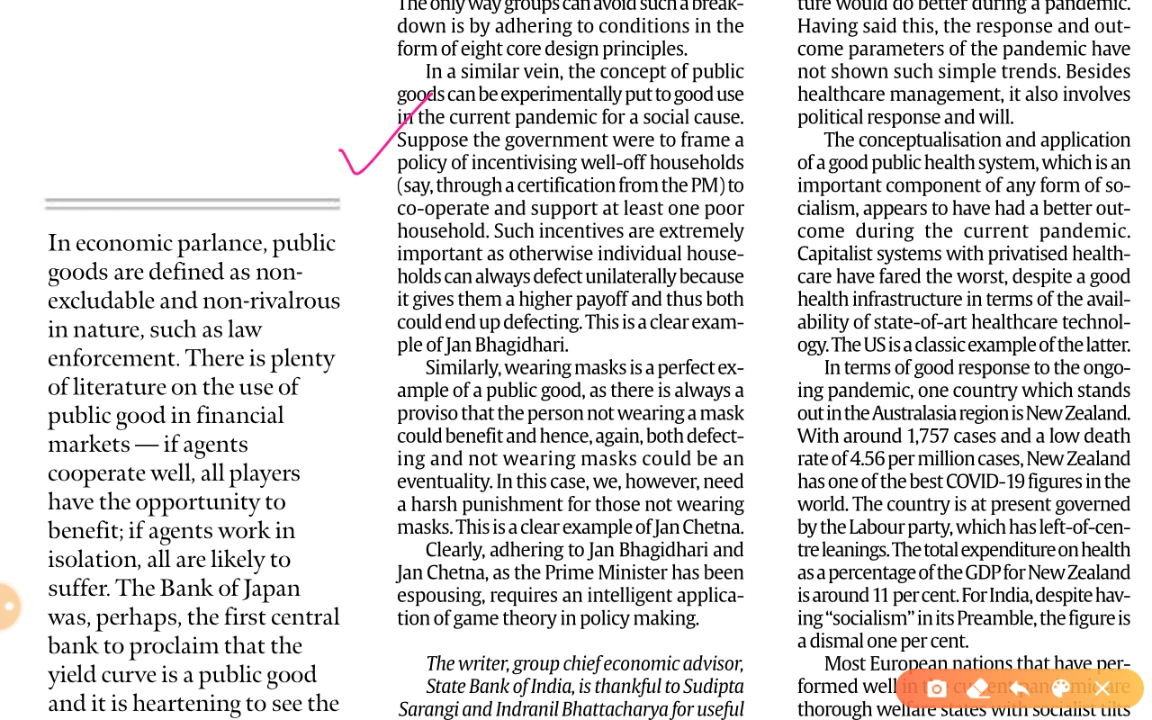 In economic parlance, public
goods are defined as non-
excludable and non-rivalrous
in nature, such as law
enforcement. There is plenty
of literature on the use of
public good in financial
markets — if agents
cooperate well, all players
have the opportunity to
benefit; if agents work in
isolation, all are likely to
suffer. The Bank of Japan
was, perhaps, the first central
bank to proclaim that the
yield curve is a public good
and it is heartening to see the
The only way groups can avoid such a break-
down is by adhering to conditions in the
form of eight core design principles.
In a similar vein, the concept of public
goods can be experimentally put to good use
in the current pandemic for a social cause.
Suppose the government were to frame a
policy of incentivising well-off households
(say, through a certification from the PM) to
co-operate and support at least one poor
household. Such incentives are extremely
important as otherwise individual house-
holds can always defect unilaterally because
it gives them a higher payoff and thus both
could end up defecting. This is a clear exam-
ple of Jan Bhagidhari.
Similarly, wearing masks is a perfect ex-
ample of a public good, as there is always a
proviso that the person not wearing a mask
could benefit and hence, again, both defect-
ing and not wearing masks could be an
eventuality. In this case, we, however, need
a harsh punishment for those not wearing
masks. This is a clear example of Jan Chetna.
Clearly, adhering to Jan Bhagidhari and
Jan Chetna, as the Prime Minister has been
espousing, requires an intelligent applica-
tion of game theory in policy making.
The writer, group chief economic advisor,
State Bank of India, is thankful to Sudipta
Sarangi and Indranil Bhattacharya for useful
ture would do better during a pandemic.
Having said this, the response and out-
come parameters of the pandemic have
not shown such simple trends. Besides
healthcare management, it also involves
political response and will.
The conceptualisation and application
of a good public health system, which is an
important component of any form of so-
cialism, appears to have had a better out-
come during the current pandemic.
Capitalist systems with privatised health-
care have fared the worst, despite a good
health infrastructure in terms of the avail-
ability of state-of-art healthcare technol-
ogy. The US is a classic example of the latter.
In terms of good response to the ongo-
ing pandemic, one country which stands
out in the Australasia region is New Zealand.
With around 1,757 cases and a low death
rate of 4.56 per million cases, New Zealand
has one of the best COVID-19 figures in the
world. The country is at present governed
by the Labour party, which has left-of-cen-
tre leanings. The total expenditure on health
as a percentage of the GDP for New Zealand
is around 11 per cent. For India, despite hav-
ing “socialism” in its Preamble, the figure is
a dismal one per cent.
Most European nations that have per-
formed well in the current pandemic are
thorough welfare states with socialist tilts